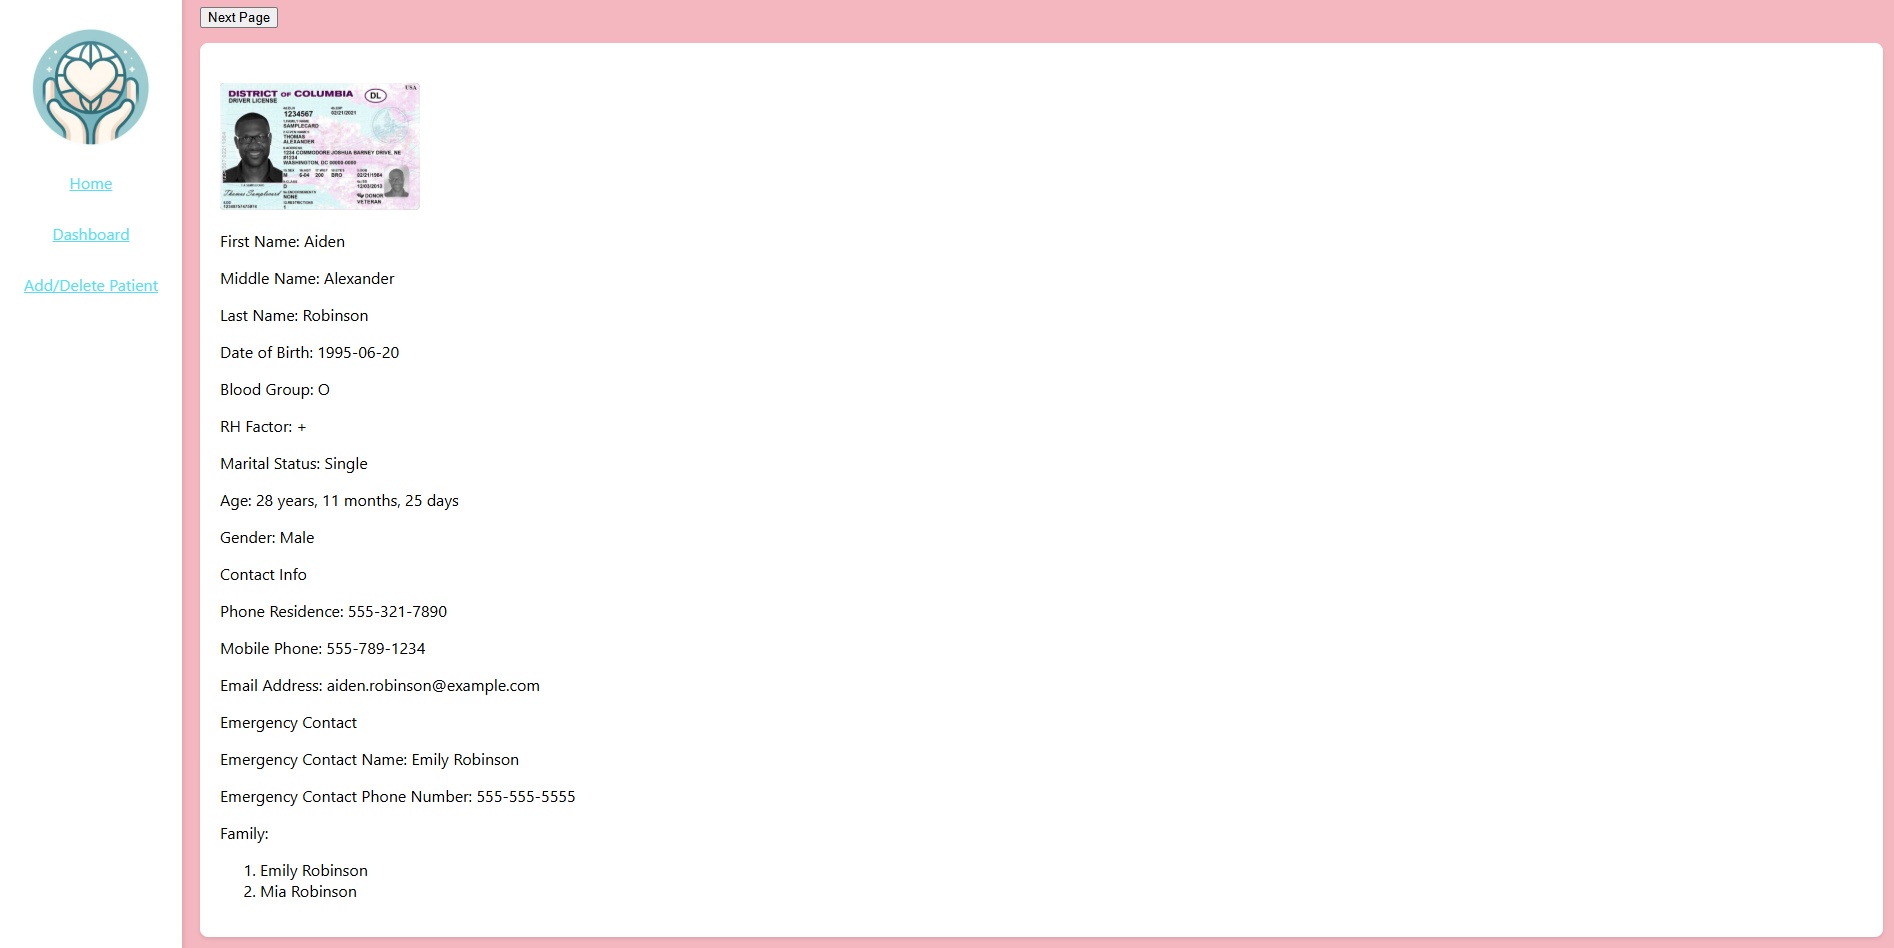 Next Page
Home
Dashboard
Add/Delete Patient
USA
DISTRICT OF COLUMBIA
DL
DRIVER LICENSE
1234567
02/21/2021
SAMPLECARD
THOMAS
ALEXANDER
1234 COMMODORE JOSHUA BARNEY DRIVE, NE
#1234
WASHINGTON, DC 00000-0000
M 6-04 200 BRO 02/21/1984
D 12/03/2013
NONE DONOR
VETERAN
1
Thomas Samplecard
First Name: Aiden
Middle Name: Alexander
Last Name: Robinson
Date of Birth: 1995-06-20
Blood Group: O
RH Factor: +
Marital Status: Single
Age: 28 years, 11 months, 25 days
Gender: Male
Contact Info
Phone Residence: 555-321-7890
Mobile Phone: 555-789-1234
Email Address: aiden.robinson@example.com
Emergency Contact
Emergency Contact Name: Emily Robinson
Emergency Contact Phone Number: 555-555-5555
Family:
1. Emily Robinson
2. Mia Robinson